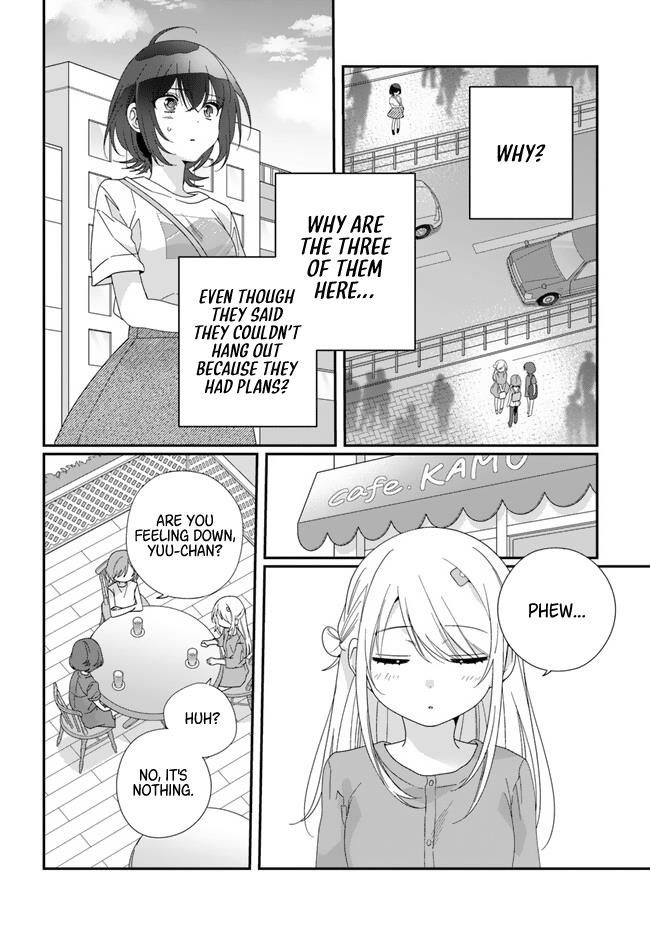 WHY?
WHY ARE
THE THREE
OF THEM
HERE...
EVEN THOUGH
THEY SAID
THEY COULDN'T
HANG OUT
BECAUSE THEY
HAD PLANS?
cafe. KAMO
PHEW...
ARE YOU
FEELING DOWN,
YUU-CHAN?
HUH?
NO, IT'S
NOTHING.